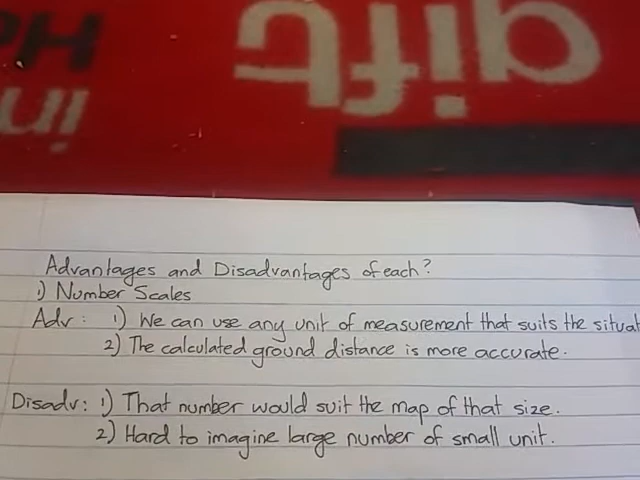 gift
in
Advantages and Disadvantages of each?
1) Number Scales
Adv: 1) We can use any unit of measurement that suits the situat
2) The calculated ground distance is more accurate.
Disadv: 1) That number would suit the map of that size.
2) Hard to imagine large number of small unit.